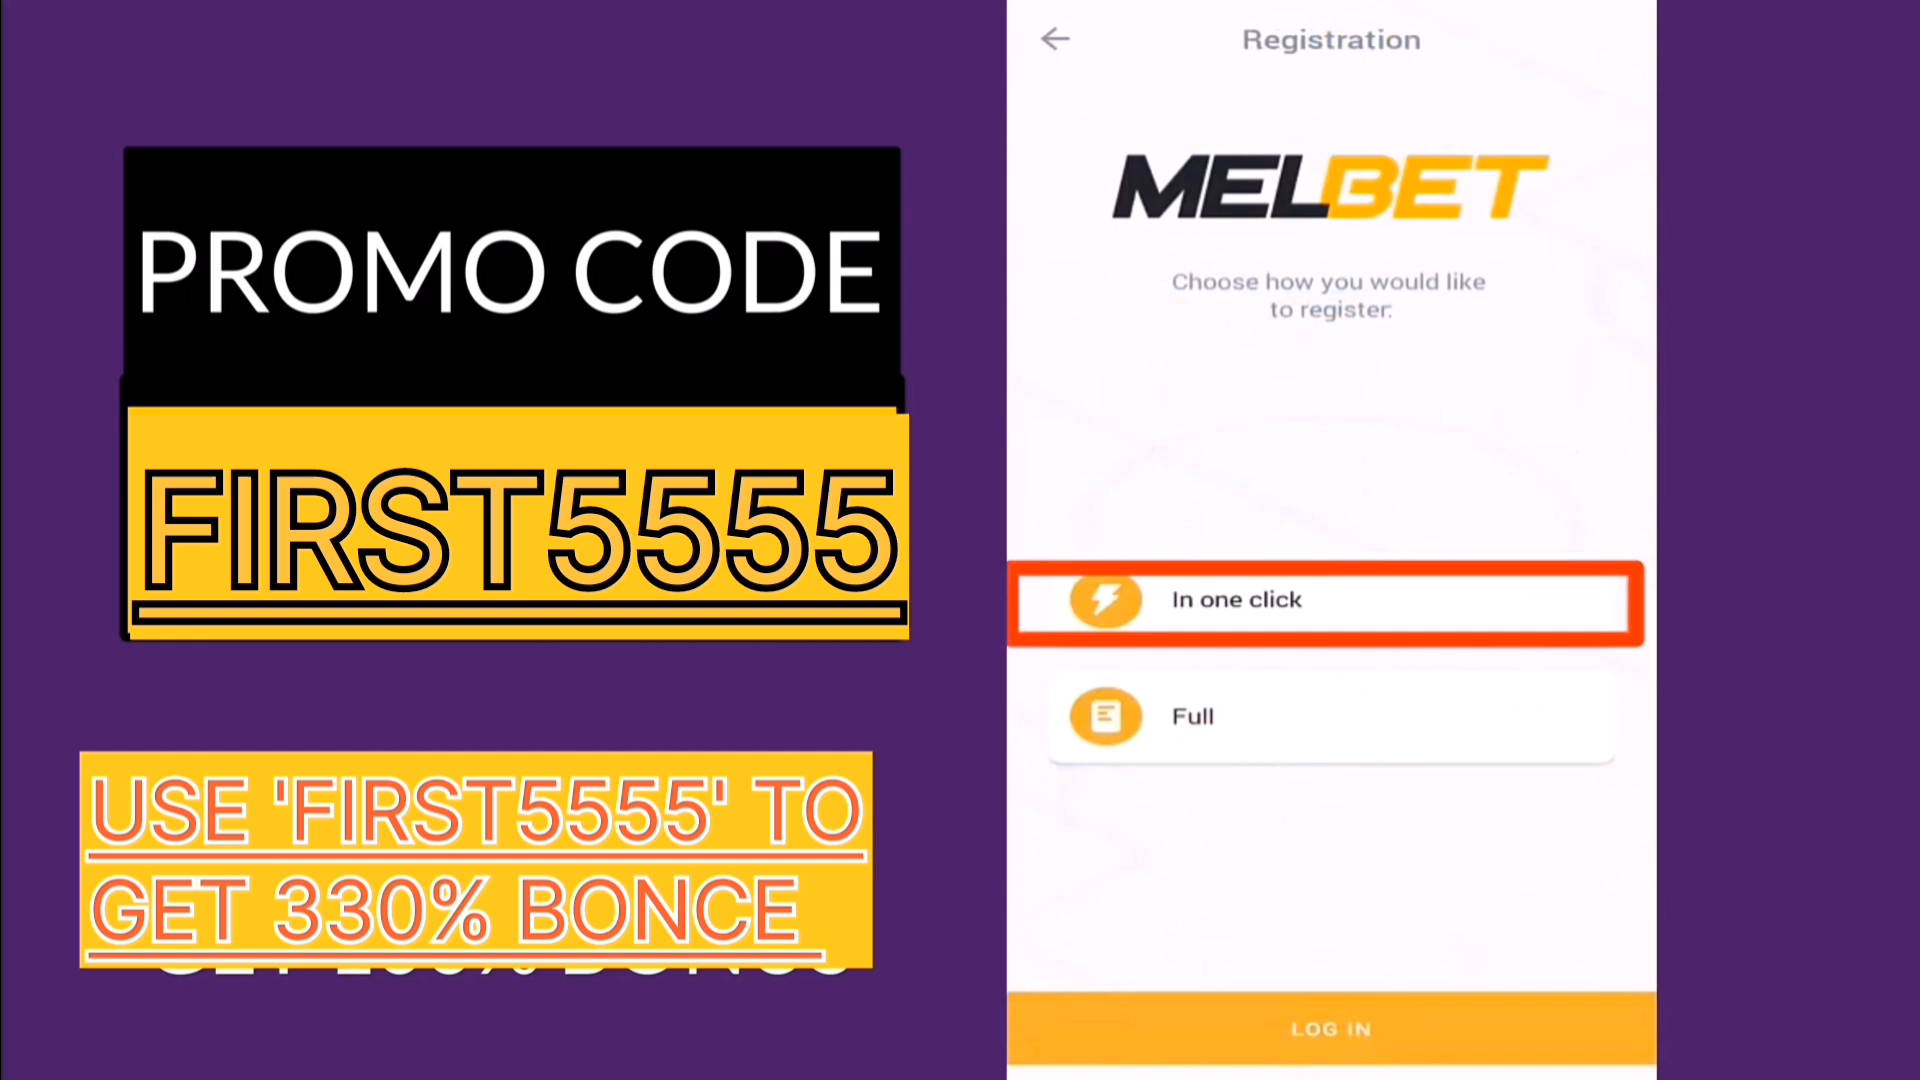 PROMO CODE
FIRST5555
USE 'FIRST5555' TO
GET 330% BONCE
Registration
MELBET
Choose how you would like
to register:
In one click
Full
LOG IN